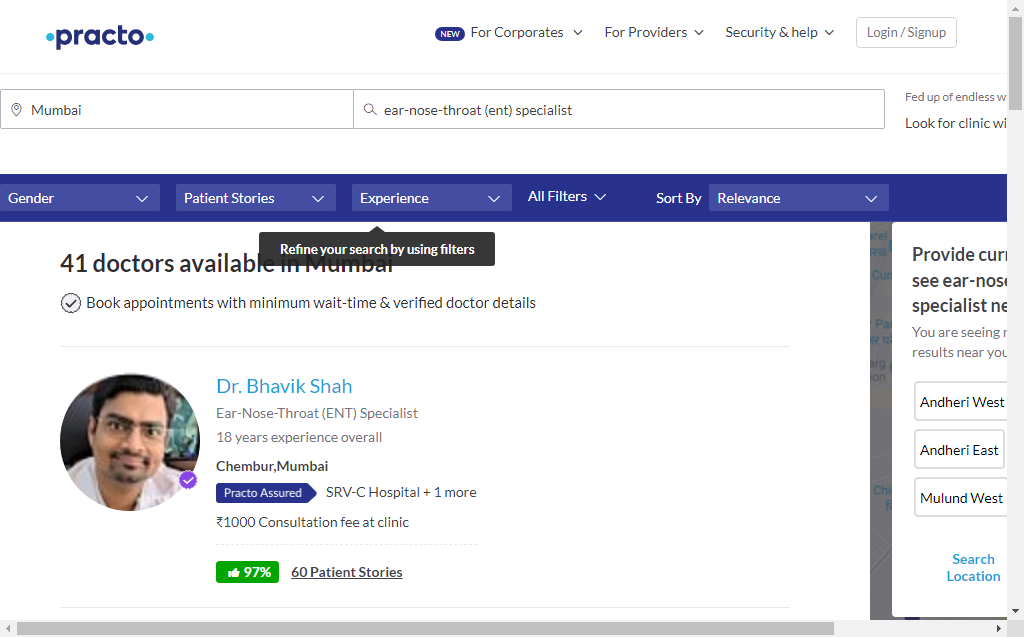 practo
NEW For Corporates
For Providers
Security & help
Login / Signup
Mumbai
ear-nose-throat (ent) specialist
Fed up of endless w
Look for clinic wi
Gender
Patient Stories
Experience
All Filters
Sort By
Relevance
Refine your search by using filters
41 doctors available in Mumbai
Book appointments with minimum wait-time & verified doctor details
Dr. Bhavik Shah
Ear-Nose-Throat (ENT) Specialist
18 years experience overall
Chembur,Mumbai
Practo Assured SRV-C Hospital + 1 more
₹1000 Consultation fee at clinic
97% 60 Patient Stories
Provide curr
see ear-nose
specialist ne
You are seeing r
results near you
Andheri West
Andheri East
Mulund West
Search
Location